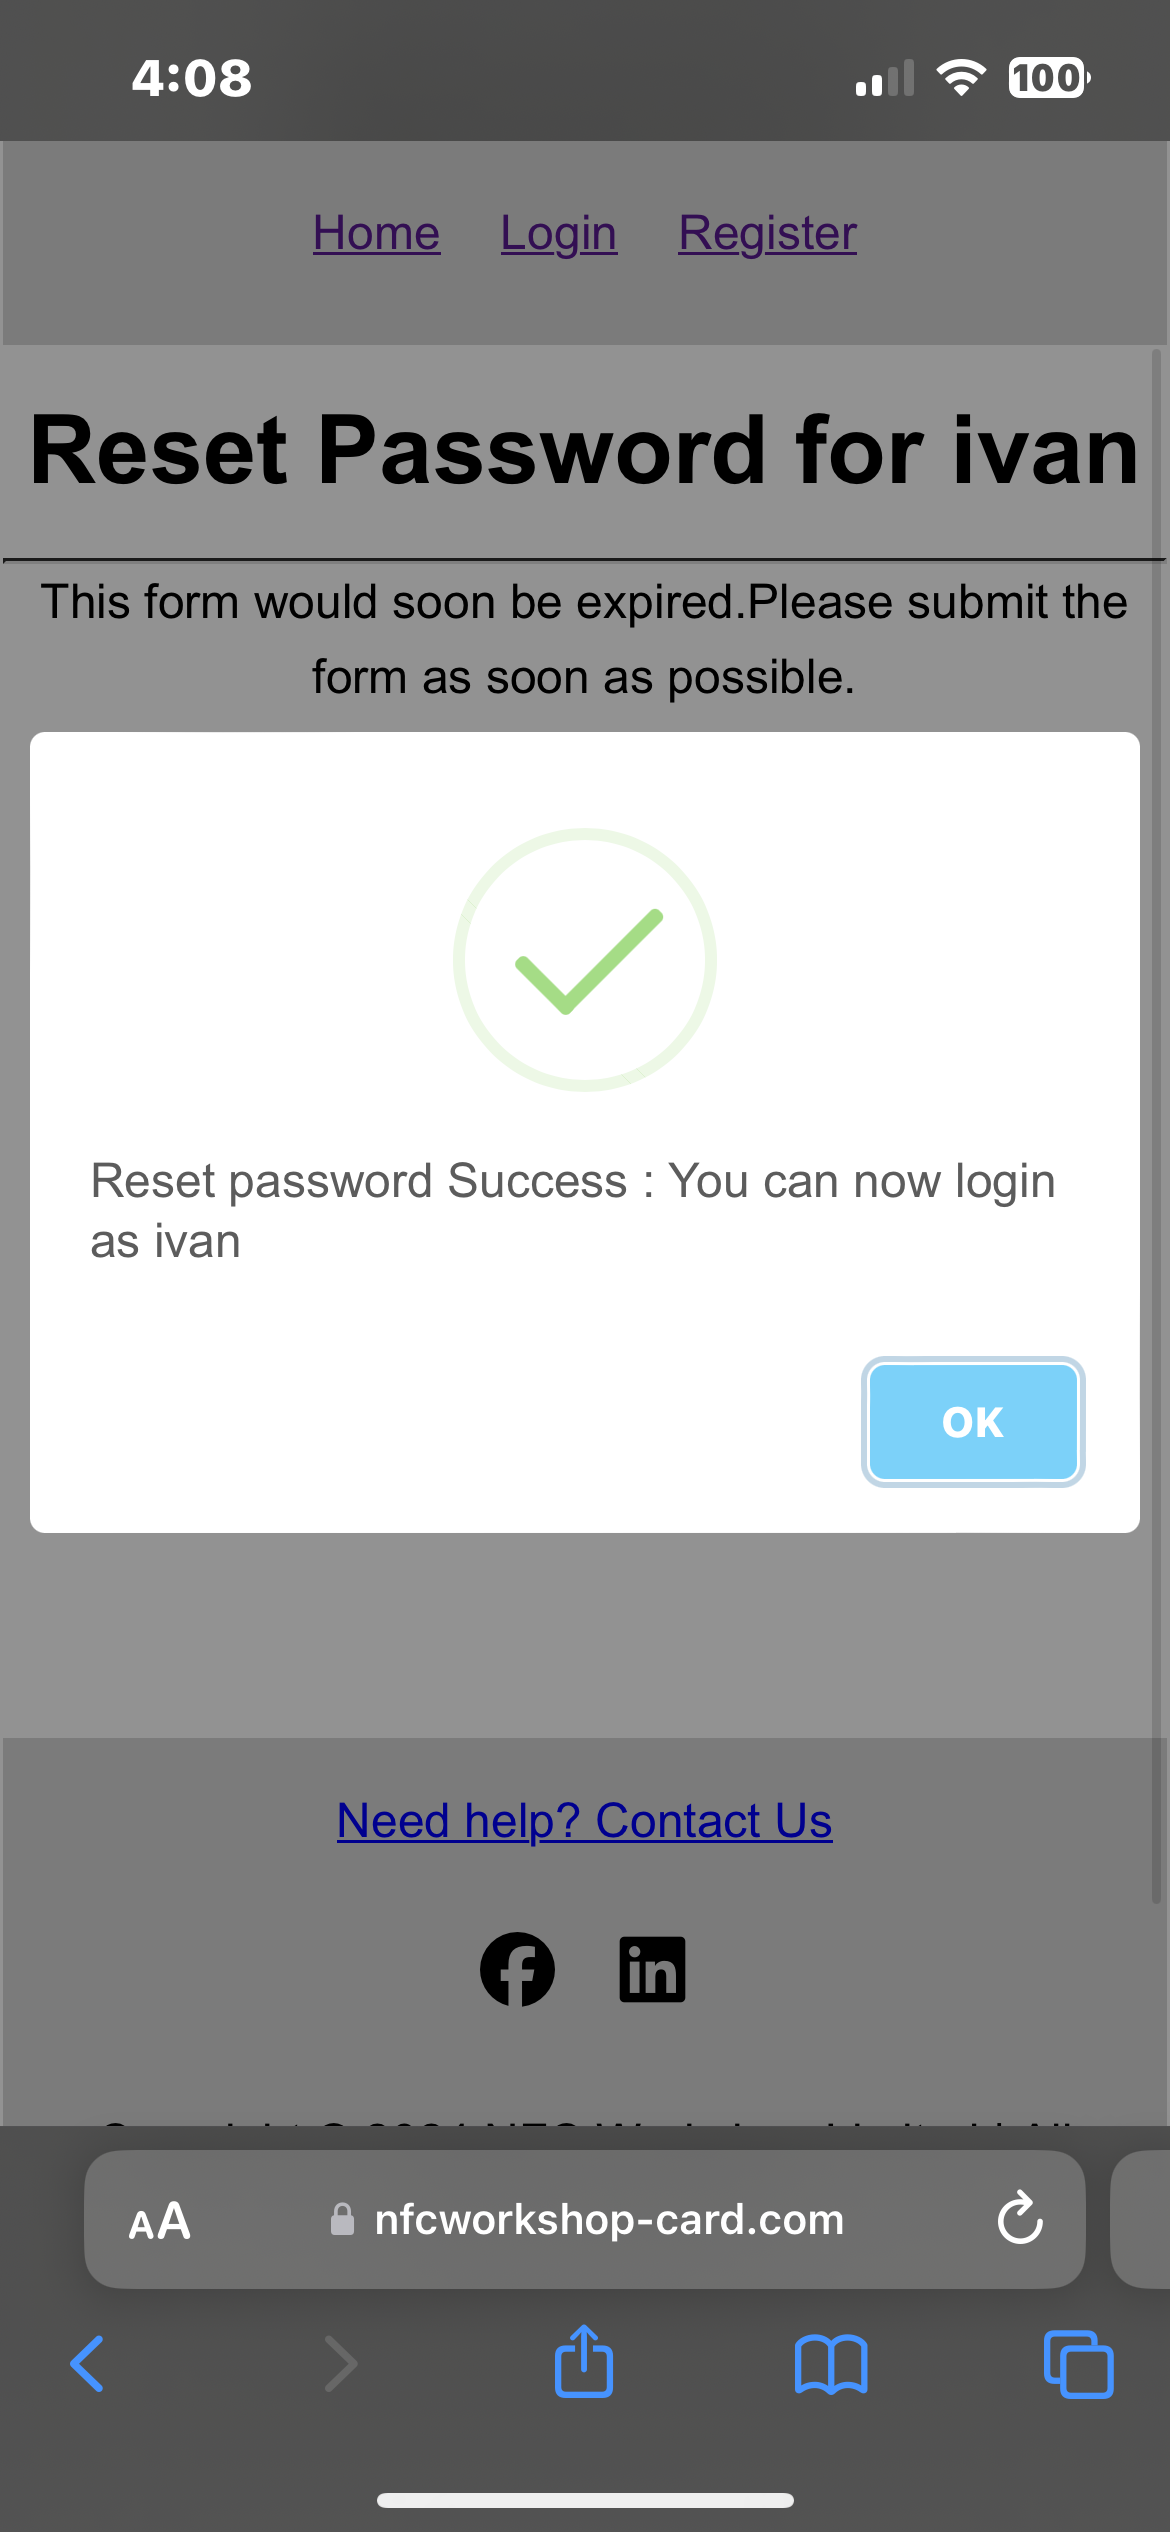 4:08
100
Home Login Register
Reset Password for ivan
This form would soon be expired.Please submit the
form as soon as possible.
Reset password Success : You can now login
as ivan
OK
Need help? Contact Us
in
AA nfcworkshop-card.com